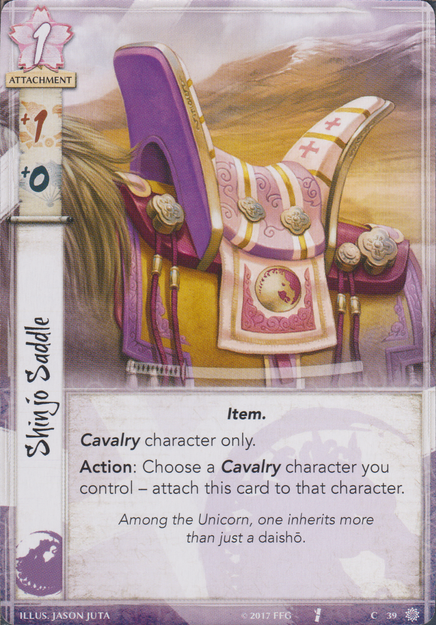 1
ATTACHMENT
+1
+0
Shinjo Saddle
Item.
Cavalry character only.
Action: Choose a Cavalry character you
control – attach this card to that character.
Among the Unicorn, one inherits more
than just a daishō.
ILLUS. JASON JUTA
© 2017 FFG
C 39